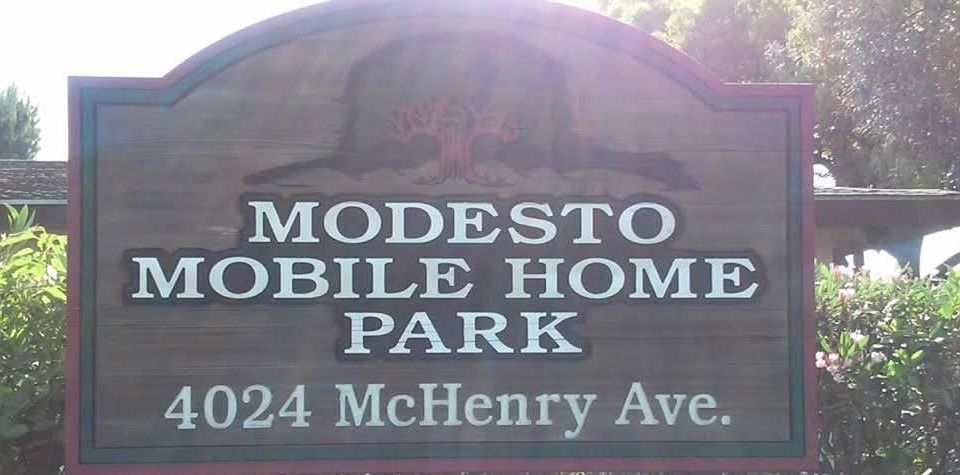 MODESTO
MOBILE HOME
PARK
4024 McHenry Ave.